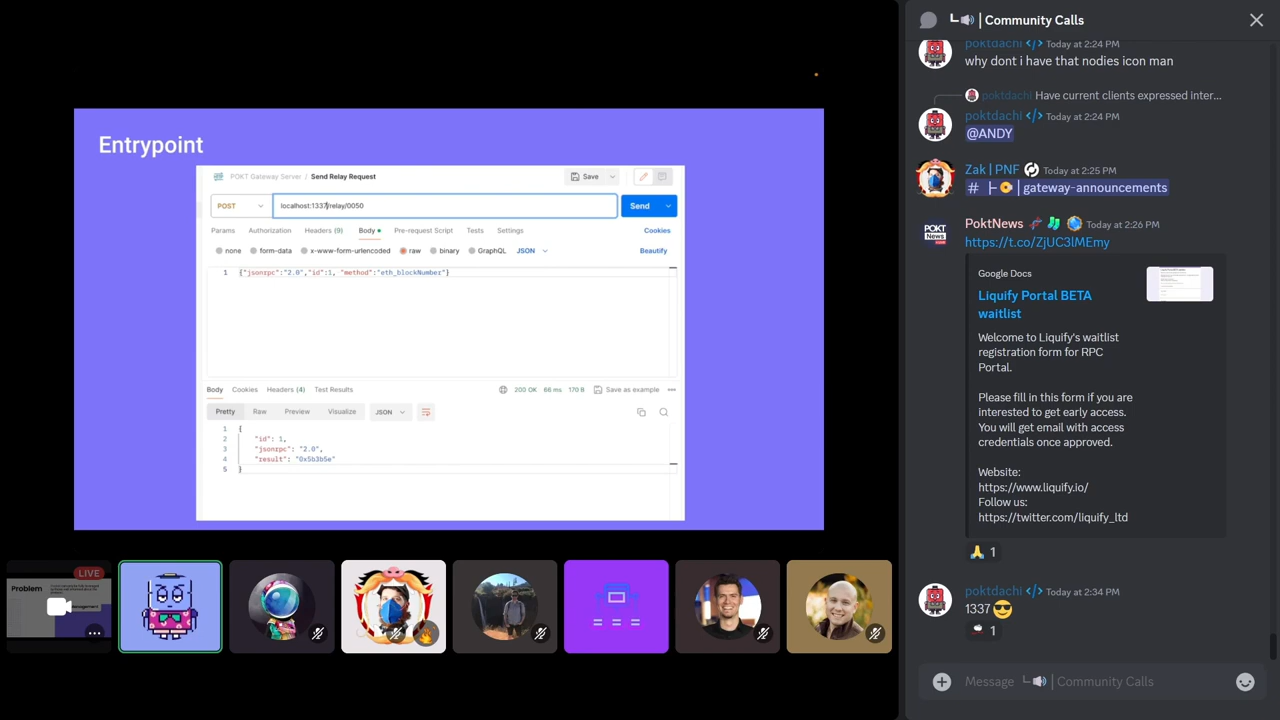 Entrypoint
POKT Gateway Server / Send Relay Request
Save
POST
localhost:1337/relay/0050
Send
Params Authorization Headers (9) Body Pre-request Script Tests Settings Cookies
none form-data x-www-form-urlencoded raw binary GraphQL JSON Beautify
1 {"jsonrpc":"2.0","id":1, "method":"eth_blockNumber"}
Body Cookies Headers (4) Test Results 200 OK 66 ms 170 B Save as example
Pretty Raw Preview Visualize JSON
1 {
2 "id": 1,
3 "jsonrpc": "2.0",
4 "result": "0x5b3b5e"
5 }
LIVE
Problem
Community Calls
poktdachi </> Today at 2:24 PM
why dont i have that nodies icon man
poktdachi Have current clients expressed inter...
poktdachi </> Today at 2:24 PM
@ANDY
Zak | PNF Today at 2:25 PM
# | gateway-announcements
PoktNews Today at 2:26 PM
POKT
News
https://t.co/ZjUC3lMEmy
Google Docs
Liquify Portal BETA
waitlist
Welcome to Liquify's waitlist
registration form for RPC
Portal.
Please fill in this form if you are
interested to get early access.
You will get email with access
credentials once approved.
Website:
https://www.liquify.io/
Follow us:
https://twitter.com/liquify_ltd
1
poktdachi </> Today at 2:34 PM
1337
1
Message | Community Calls